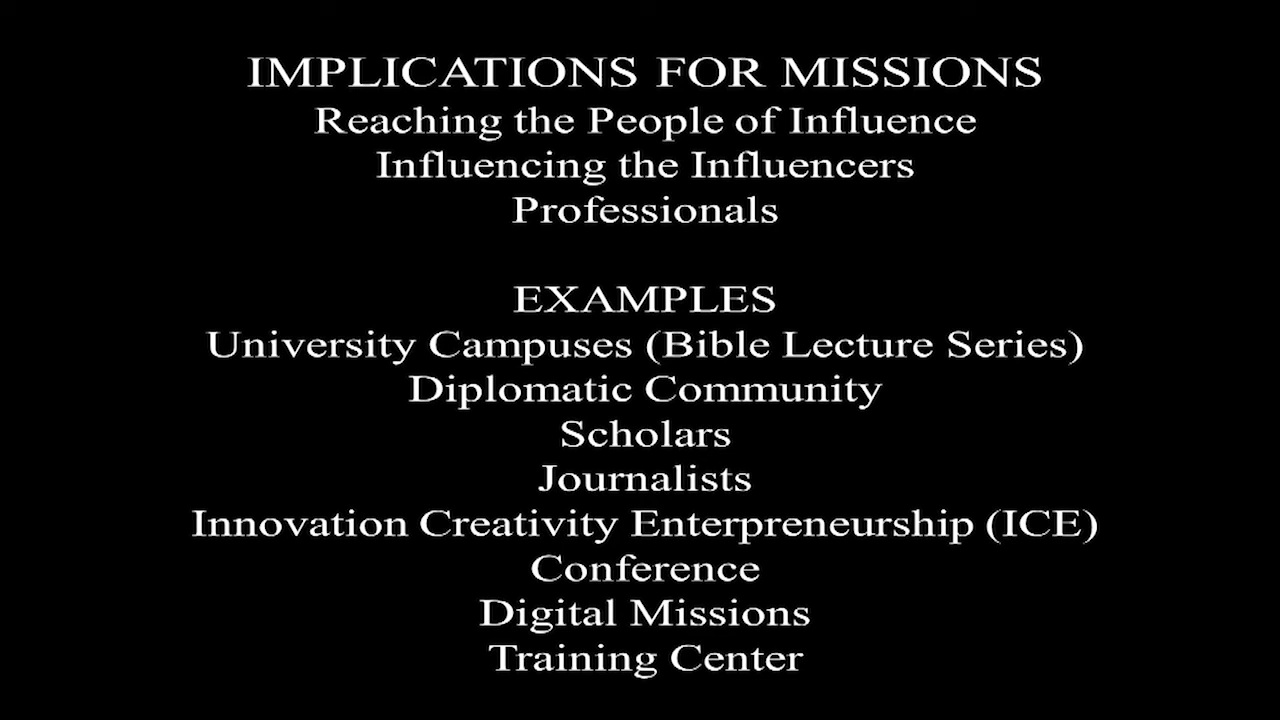 IMPLICATIONS FOR MISSIONS
Reaching the People of Influence
Influencing the Influencers
Professionals
EXAMPLES
University Campuses (Bible Lecture Series)
Diplomatic Community
Scholars
Journalists
Innovation Creativity Enterpreneurship (ICE)
Conference
Digital Missions
Training Center